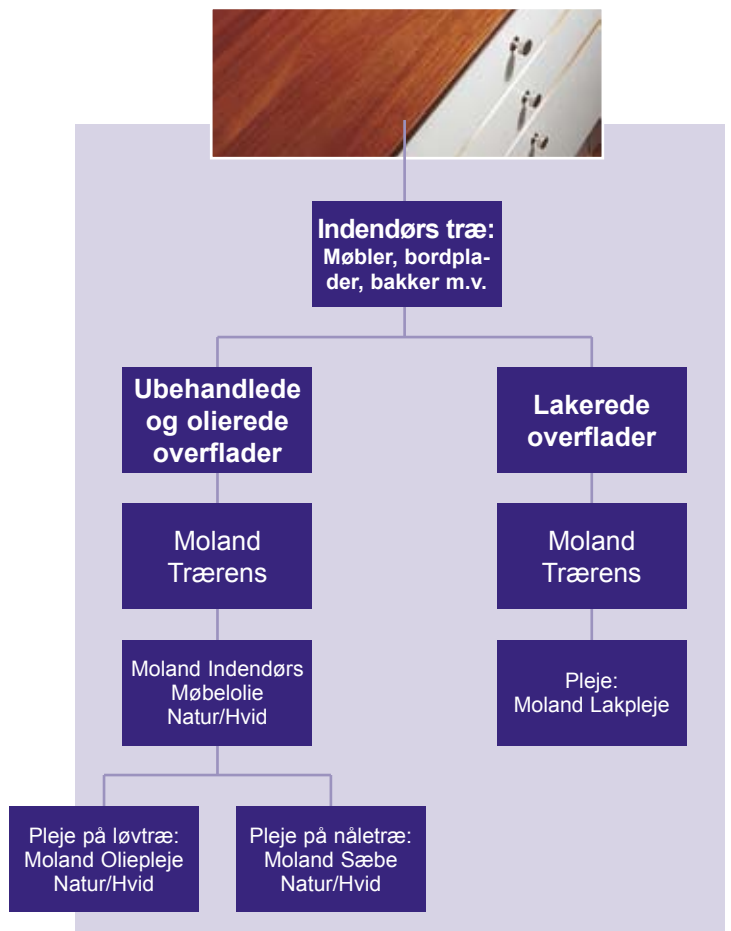 Indendørs træ:
Møbler, bordpla-
der, bakker m.v.
Ubehandlede
og olierede
overflader
Lakerede
overflader
Moland
Trærens
Moland
Trærens
Moland Indendørs
Møbelolie
Natur/Hvid
Pleje:
Moland Lakpleje
Pleje på løvtræ:
Moland Oliepleje
Natur/Hvid
Pleje på nåletræ:
Moland Sæbe
Natur/Hvid